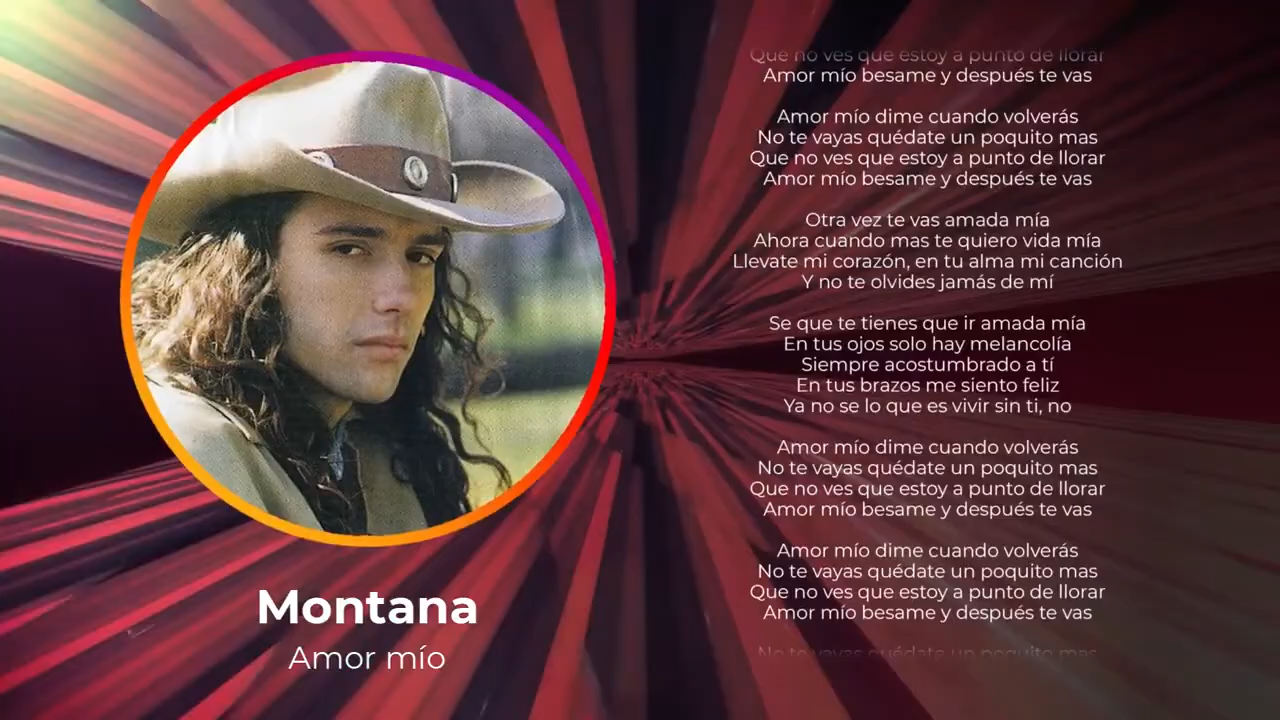 Montana
Amor mío
Que no ves que estoy a punto de llorar
Amor mío besame y después te vas
Amor mío dime cuando volverás
No te vayas quédate un poquito mas
Que no ves que estoy a punto de llorar
Amor mío besame y después te vas
Otra vez te vas amada mía
Ahora cuando mas te quiero vida mía
Llevate mi corazón, en tu alma mi canción
Y no te olvides jamás de mí
Se que te tienes que ir amada mía
En tus ojos solo hay melancolía
Siempre acostumbrado a tí
En tus brazos me siento feliz
Ya no se lo que es vivir sin ti, no
Amor mío dime cuando volverás
No te vayas quédate un poquito mas
Que no ves que estoy a punto de llorar
Amor mío besame y después te vas
Amor mío dime cuando volverás
No te vayas quédate un poquito mas
Que no ves que estoy a punto de llorar
Amor mío besame y después te vas
No te vayas quédate un poquito mas